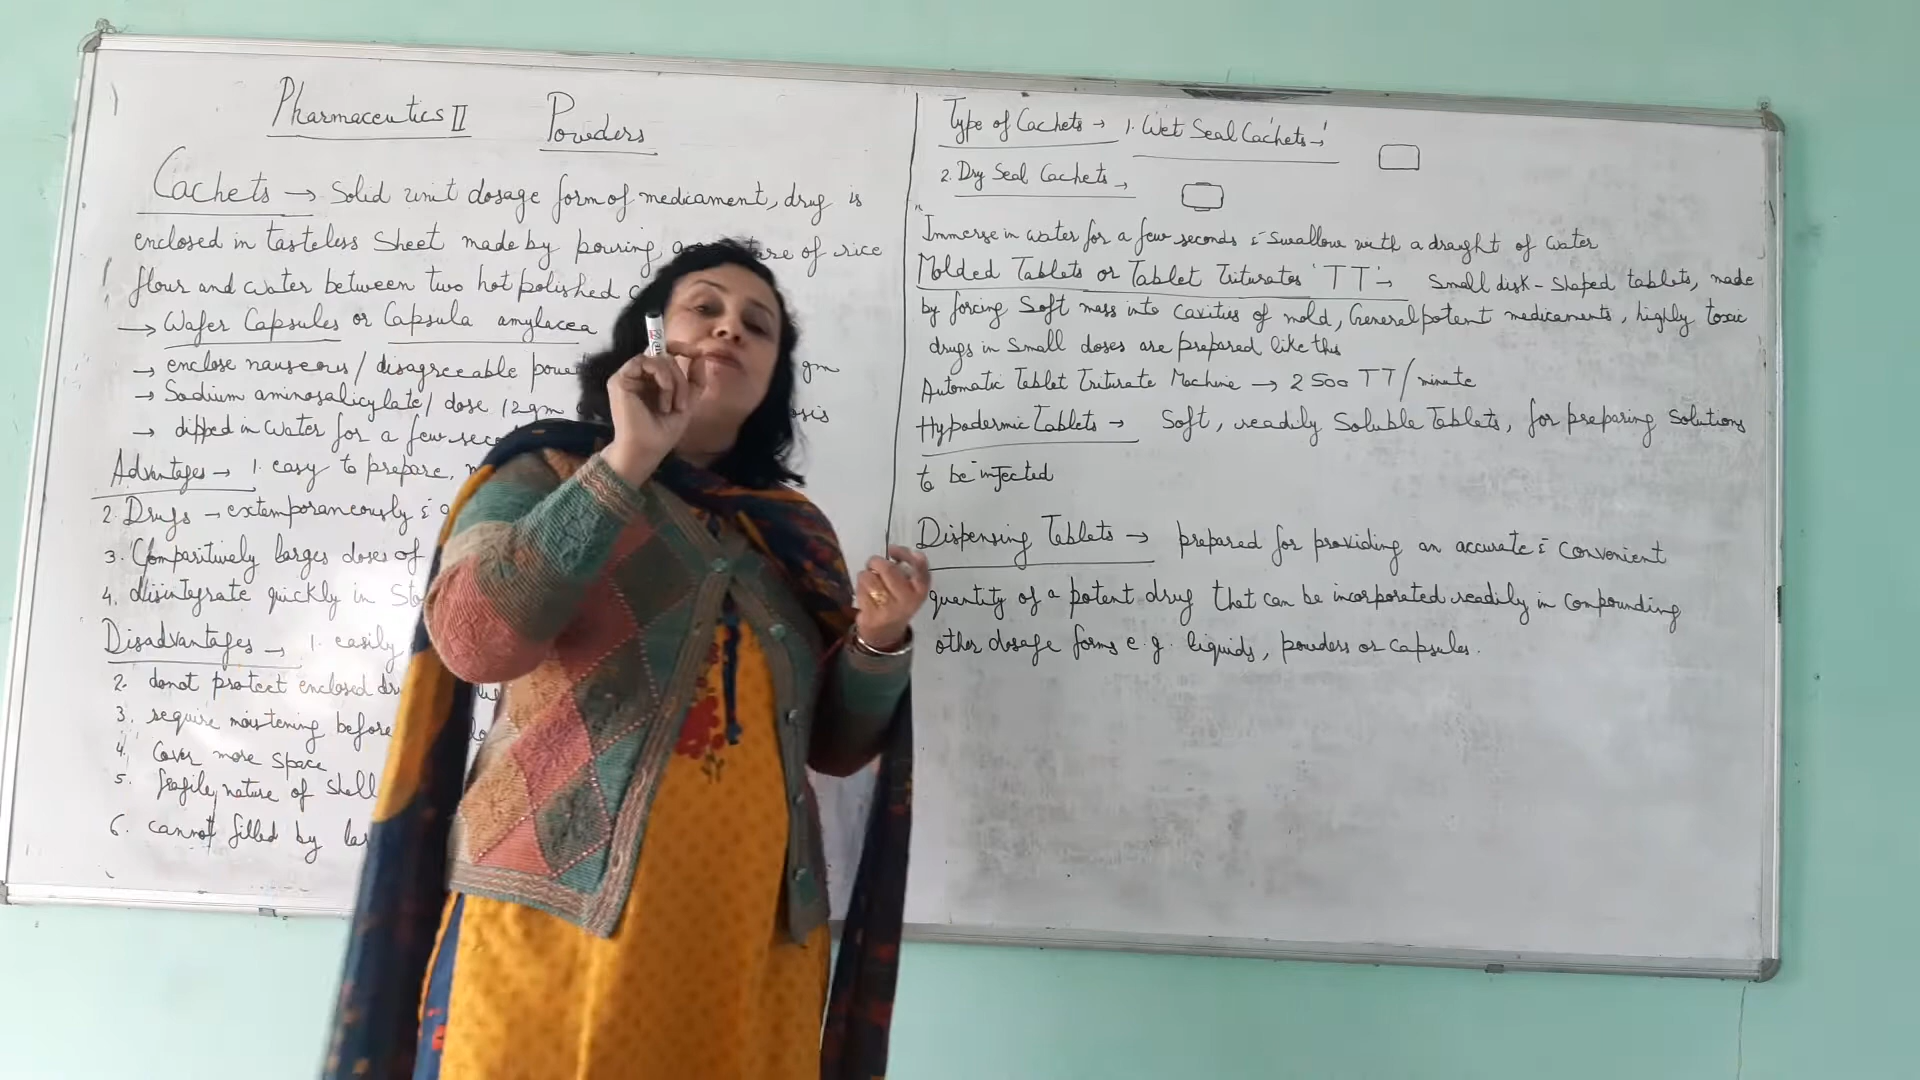 Pharmaceutics II
Powders
Cachets → Solid unit dosage form of medicament, drug is
enclosed in tasteless sheet made by pouring a of rice
flour and water between two hot polished
→ Wafer Capsules or Capsula amylacea
→ enclose nauseous / disagreeable gm
→ Sodium aminosalicylate / dose 12gm
→ dipped in water for a few
Advantages → 1. easy to prepare,
2. Drugs → extemporaneously &
3. Comparitively larges doses of
4. disintegrate quickly in
Disadvantages → 1. easily
2. donot protect enclosed
3. require moistening before
4. Cover more space
5. fragile nature of shell
6. cannot filled by
Type of Cachets → 1. Wet Seal Cachets →
2. Dry Seal Cachets →
Immerse in water for a few seconds & swallow with a draught of water
Molded Tablets or Tablet Triturates 'TT' → Small disk-shaped tablets, made
by forcing Soft mass into cavities of mold, General potent medicaments, highly toxic
drugs in small doses are prepared like this
Automatic Tablet Triturate Machine → 2500 TT/minute
Hypodermic Tablets → Soft, readily Soluble Tablets, for preparing solutions
to be injected
Dispensing Tablets → prepared for providing an accurate & convenient
quantity of a potent drug that can be incorporated readily in compounding
other dosage forms e.g. liquids, powders or capsules.